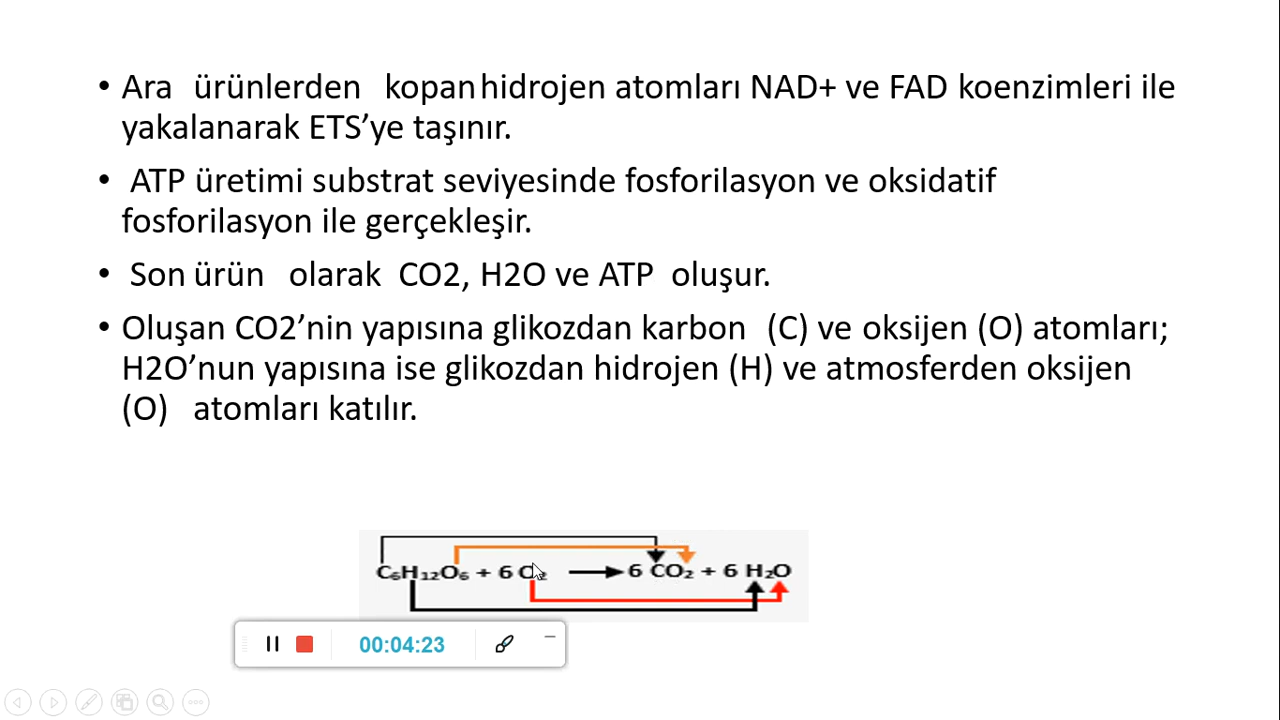 • Ara ürünlerden kopan hidrojen atomları NAD+ ve FAD koenzimleri ile
yakalanarak ETS’ye taşınır.
• ATP üretimi substrat seviyesinde fosforilasyon ve oksidatif
fosforilasyon ile gerçekleşir.
• Son ürün olarak CO2, H2O ve ATP oluşur.
• Oluşan CO2’nin yapısına glikozdan karbon (C) ve oksijen (O) atomları;
H2O’nun yapısına ise glikozdan hidrojen (H) ve atmosferden oksijen
(O) atomları katılır.
C₆H₁₂O₆ + 6 O₂ → 6 CO₂ + 6 H₂O
00:04:23